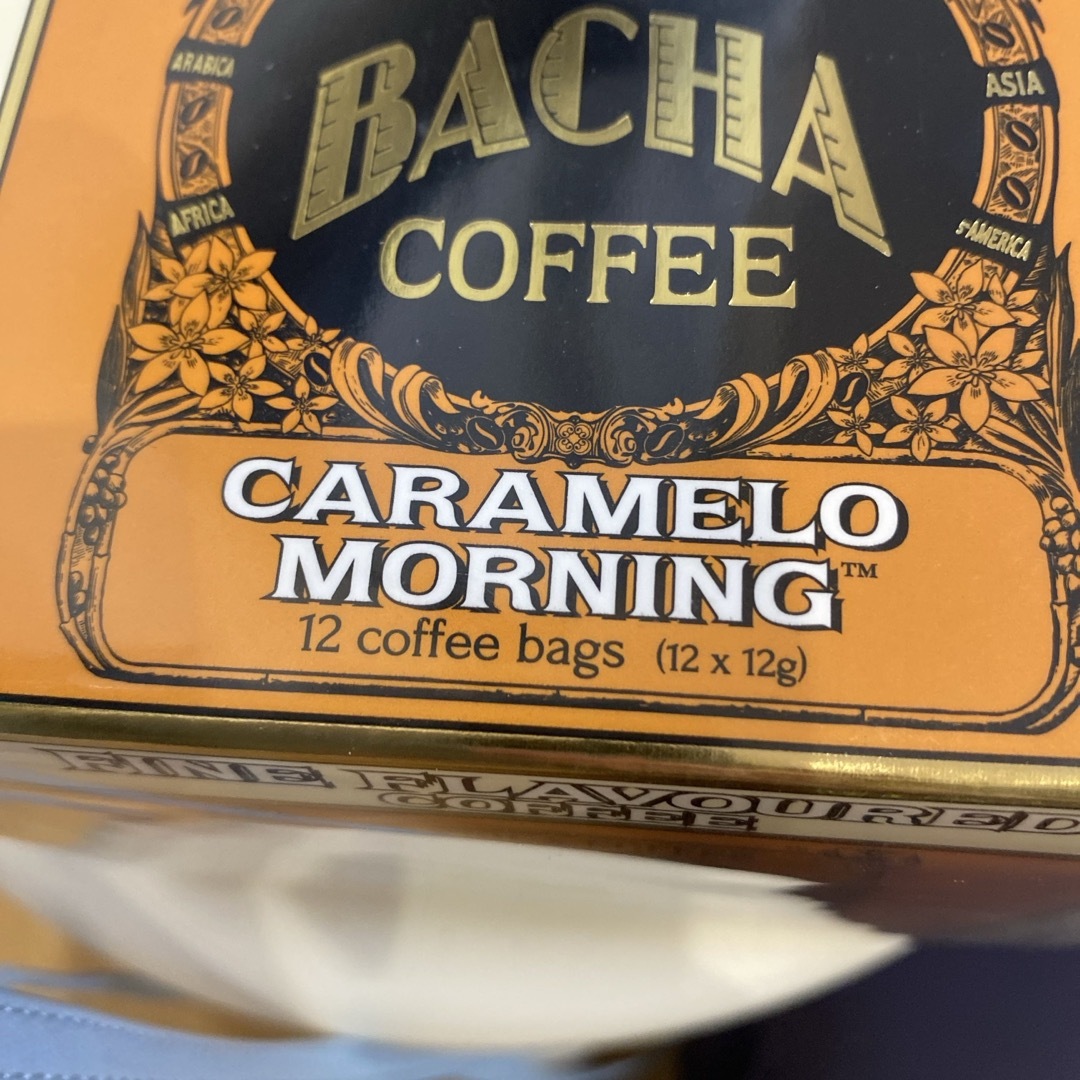 BACHA
COFFEE
ARABICA
AFRICA
ASIA
S-AMERICA
CARAMELO
MORNING™
12 coffee bags (12 x 12g)
FINE FLAVOURED
COFFEE